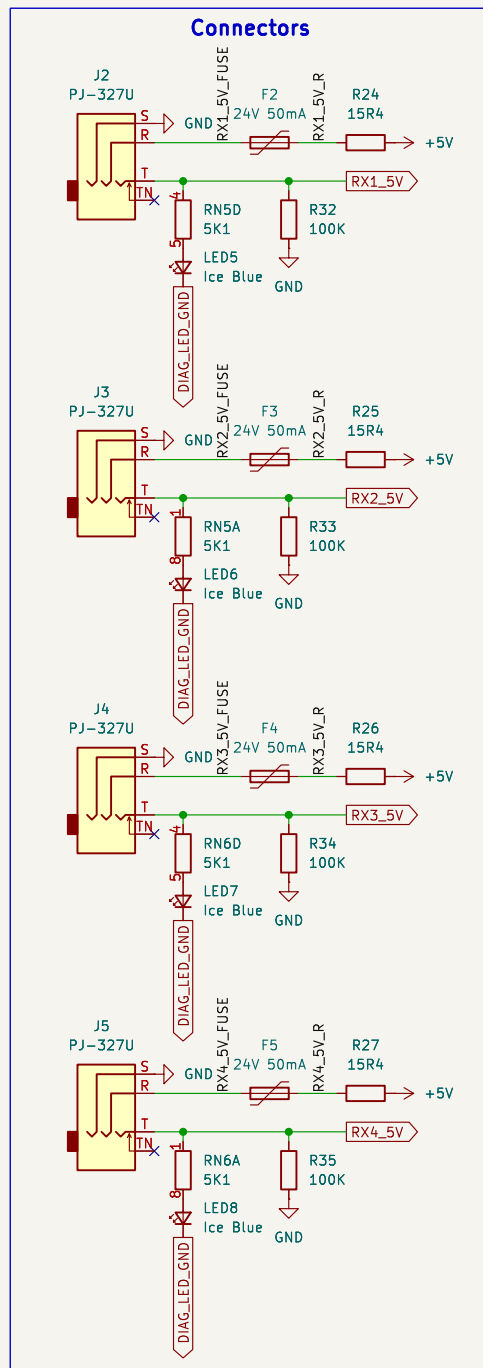 Connectors
J2
PJ-327U
S
R
T
TN
GND
RX1_5V_FUSE
F2
24V 50mA
RX1_5V_R
R24
15R4
+5V
RX1_5V
4
RN5D
5K1
5
R32
100K
LED5
Ice Blue
GND
DIAG_LED_GND
J3
PJ-327U
S
R
T
TN
GND
RX2_5V_FUSE
F3
24V 50mA
RX2_5V_R
R25
15R4
+5V
RX2_5V
1
RN5A
5K1
8
R33
100K
LED6
Ice Blue
GND
DIAG_LED_GND
J4
PJ-327U
S
R
T
TN
GND
RX3_5V_FUSE
F4
24V 50mA
RX3_5V_R
R26
15R4
+5V
RX3_5V
4
RN6D
5K1
5
R34
100K
LED7
Ice Blue
GND
DIAG_LED_GND
J5
PJ-327U
S
R
T
TN
GND
RX4_5V_FUSE
F5
24V 50mA
RX4_5V_R
R27
15R4
+5V
RX4_5V
1
RN6A
5K1
8
R35
100K
LED8
Ice Blue
GND
DIAG_LED_GND